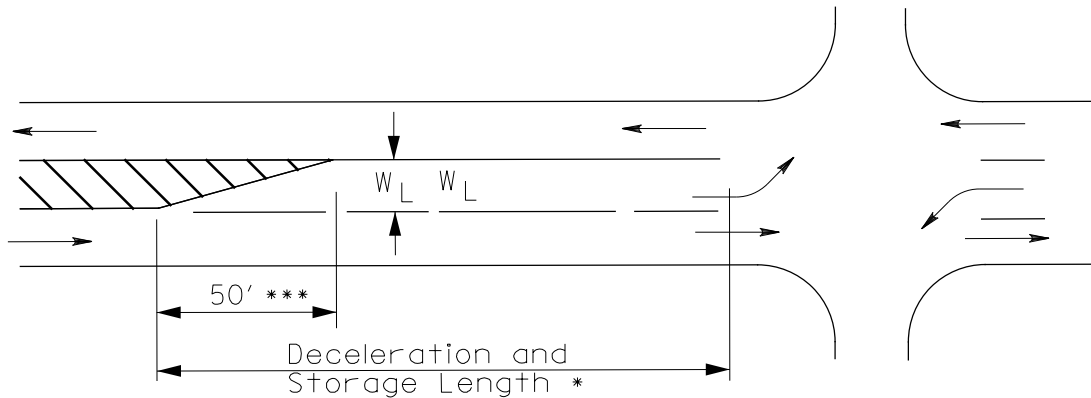 W_L W_L
50' ***
Deceleration and
Storage Length *